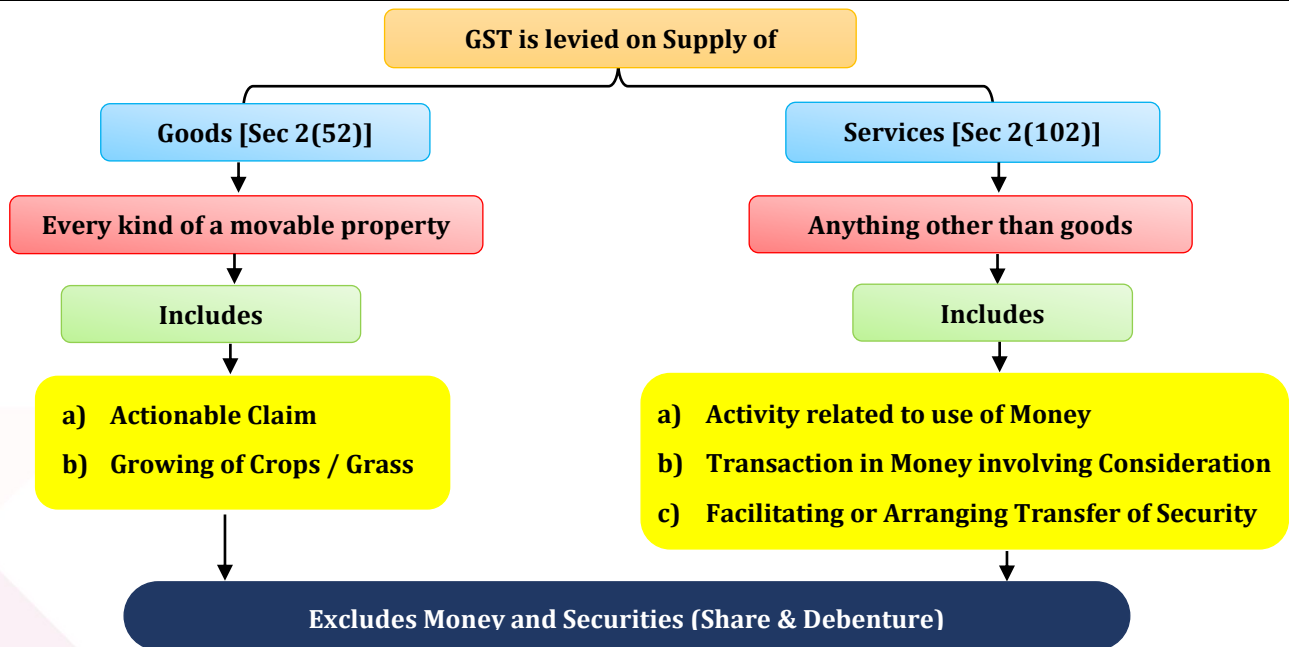 GST is levied on Supply of
Goods [Sec 2(52)]
Every kind of a movable property
Includes
a) Actionable Claim
b) Growing of Crops / Grass
Services [Sec 2(102)]
Anything other than goods
Includes
a) Activity related to use of Money
b) Transaction in Money involving Consideration
c) Facilitating or Arranging Transfer of Security
Excludes Money and Securities (Share & Debenture)